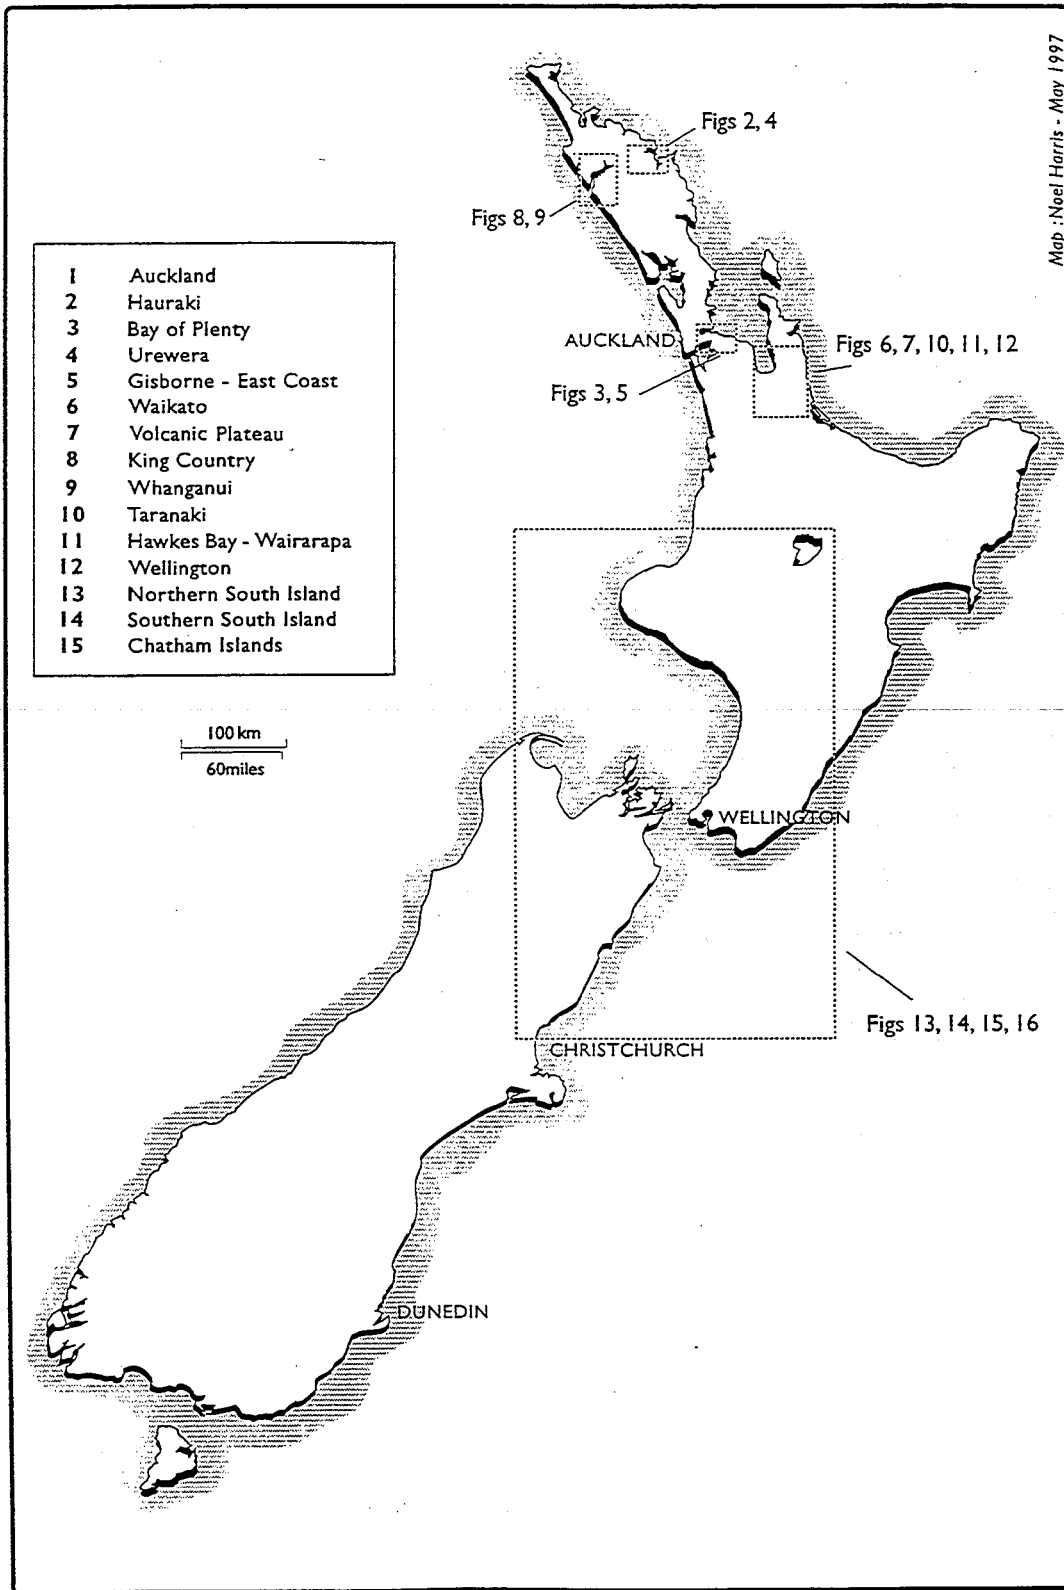 Map : Noel Harris - May 1997
Figs 2, 4
Figs 8, 9
1 Auckland
2 Hauraki
3 Bay of Plenty
4 Urewera
5 Gisborne - East Coast
6 Waikato
7 Volcanic Plateau
8 King Country
9 Whanganui
10 Taranaki
11 Hawkes Bay - Wairarapa
12 Wellington
13 Northern South Island
14 Southern South Island
15 Chatham Islands
AUCKLAND
Figs 6, 7, 10, 11, 12
Figs 3, 5
100 km
60miles
WELLINGTON
Figs 13, 14, 15, 16
CHRISTCHURCH
DUNEDIN